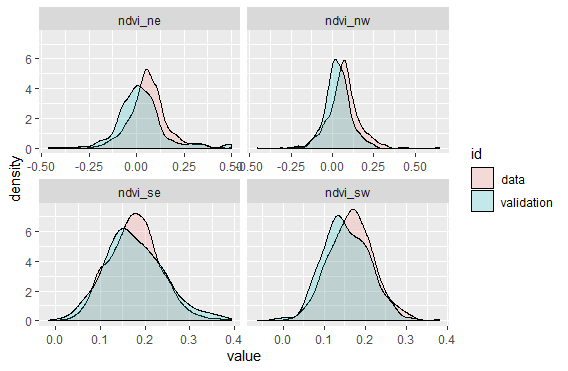 ndvi_ne ndvi_nw
6
4
2
0
-0.50 -0.25 0.00 0.25 0.50 -0.50 -0.25 0.00 0.25 0.50
ndvi_se ndvi_sw
6
4
2
0
0.0 0.1 0.2 0.3 0.4 0.0 0.1 0.2 0.3 0.4
value
density
id
data
validation